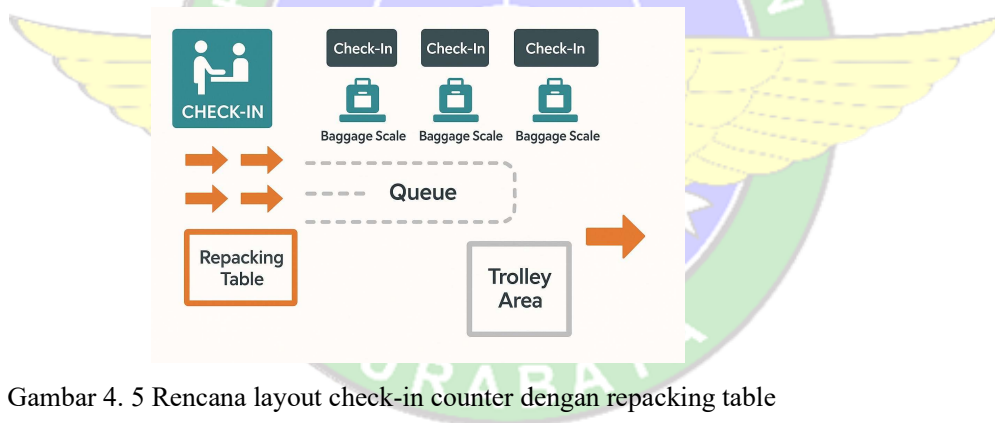 Check-In Check-In Check-In
CHECK-IN
Baggage Scale Baggage Scale Baggage Scale
Queue
Repacking
Table
Trolley
Area
URABAYA
Gambar 4. 5 Rencana layout check-in counter dengan repacking table